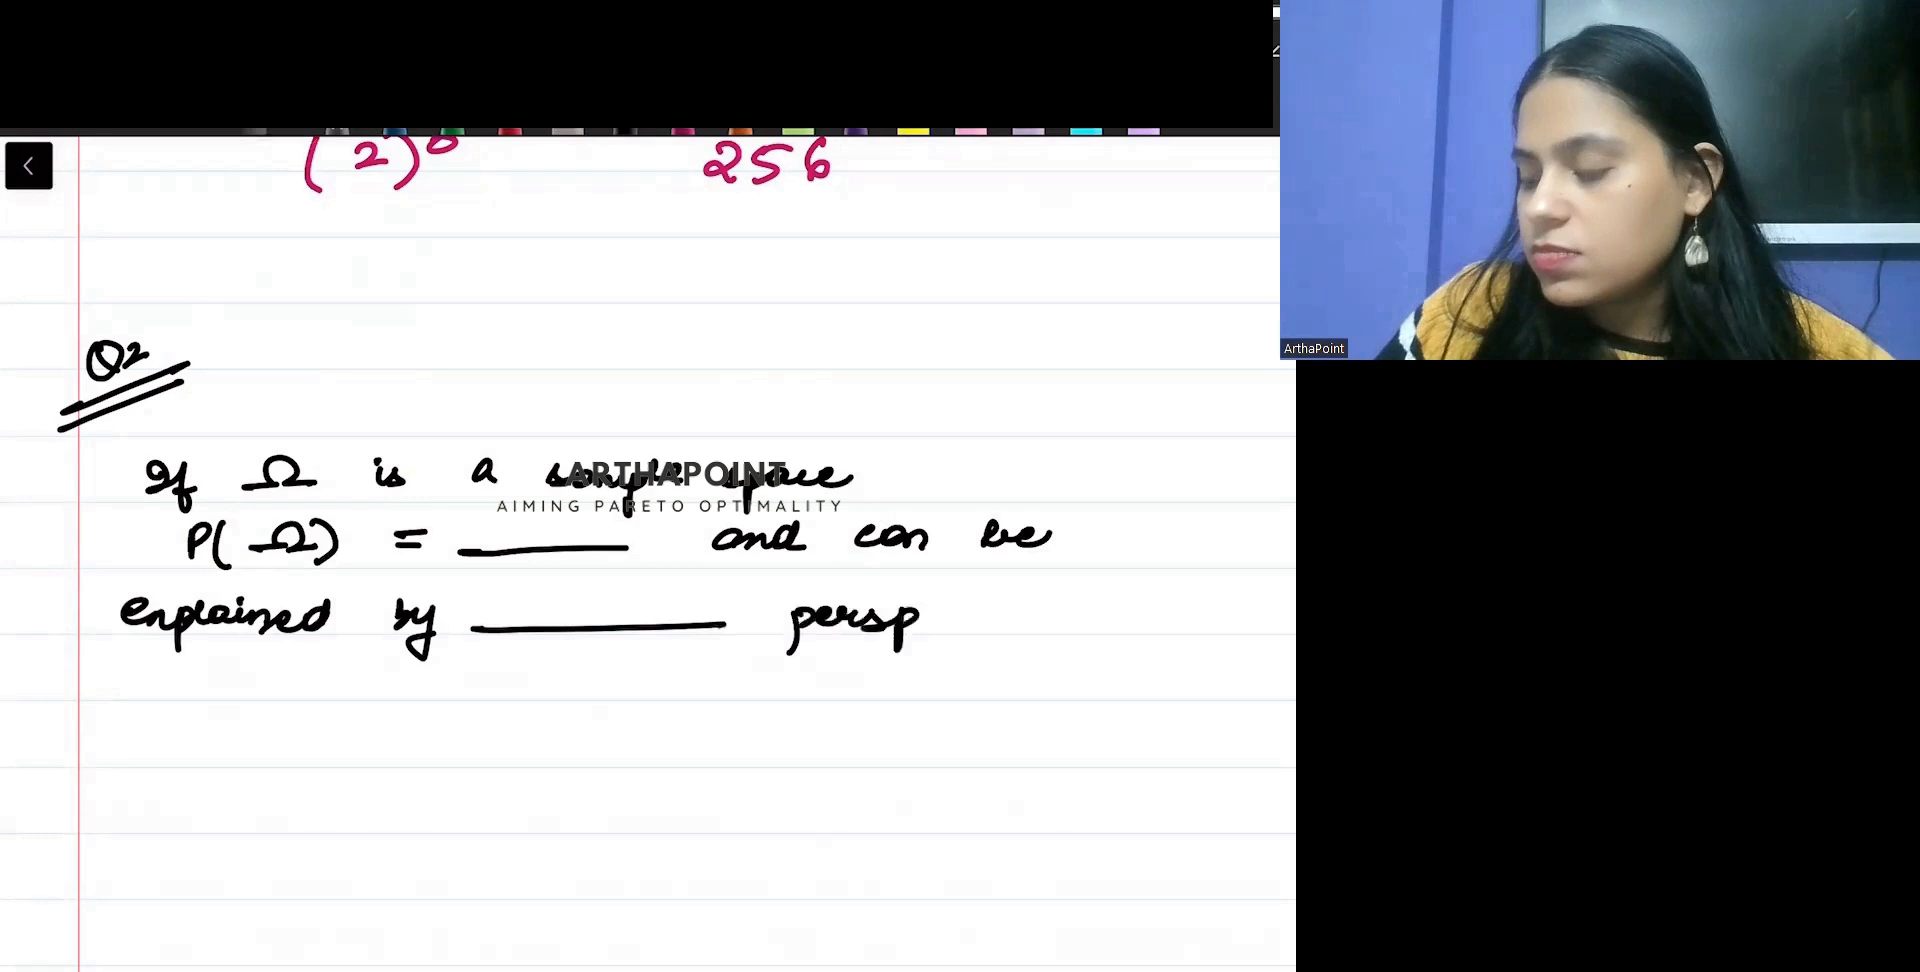 (2)⁸ 256
ArthaPoint
Q2
If Ω is a sample space
ARTHAPOINT
AIMING PARETO OPTIMALITY
P(Ω) = ______ and can be
explained by ______ persp